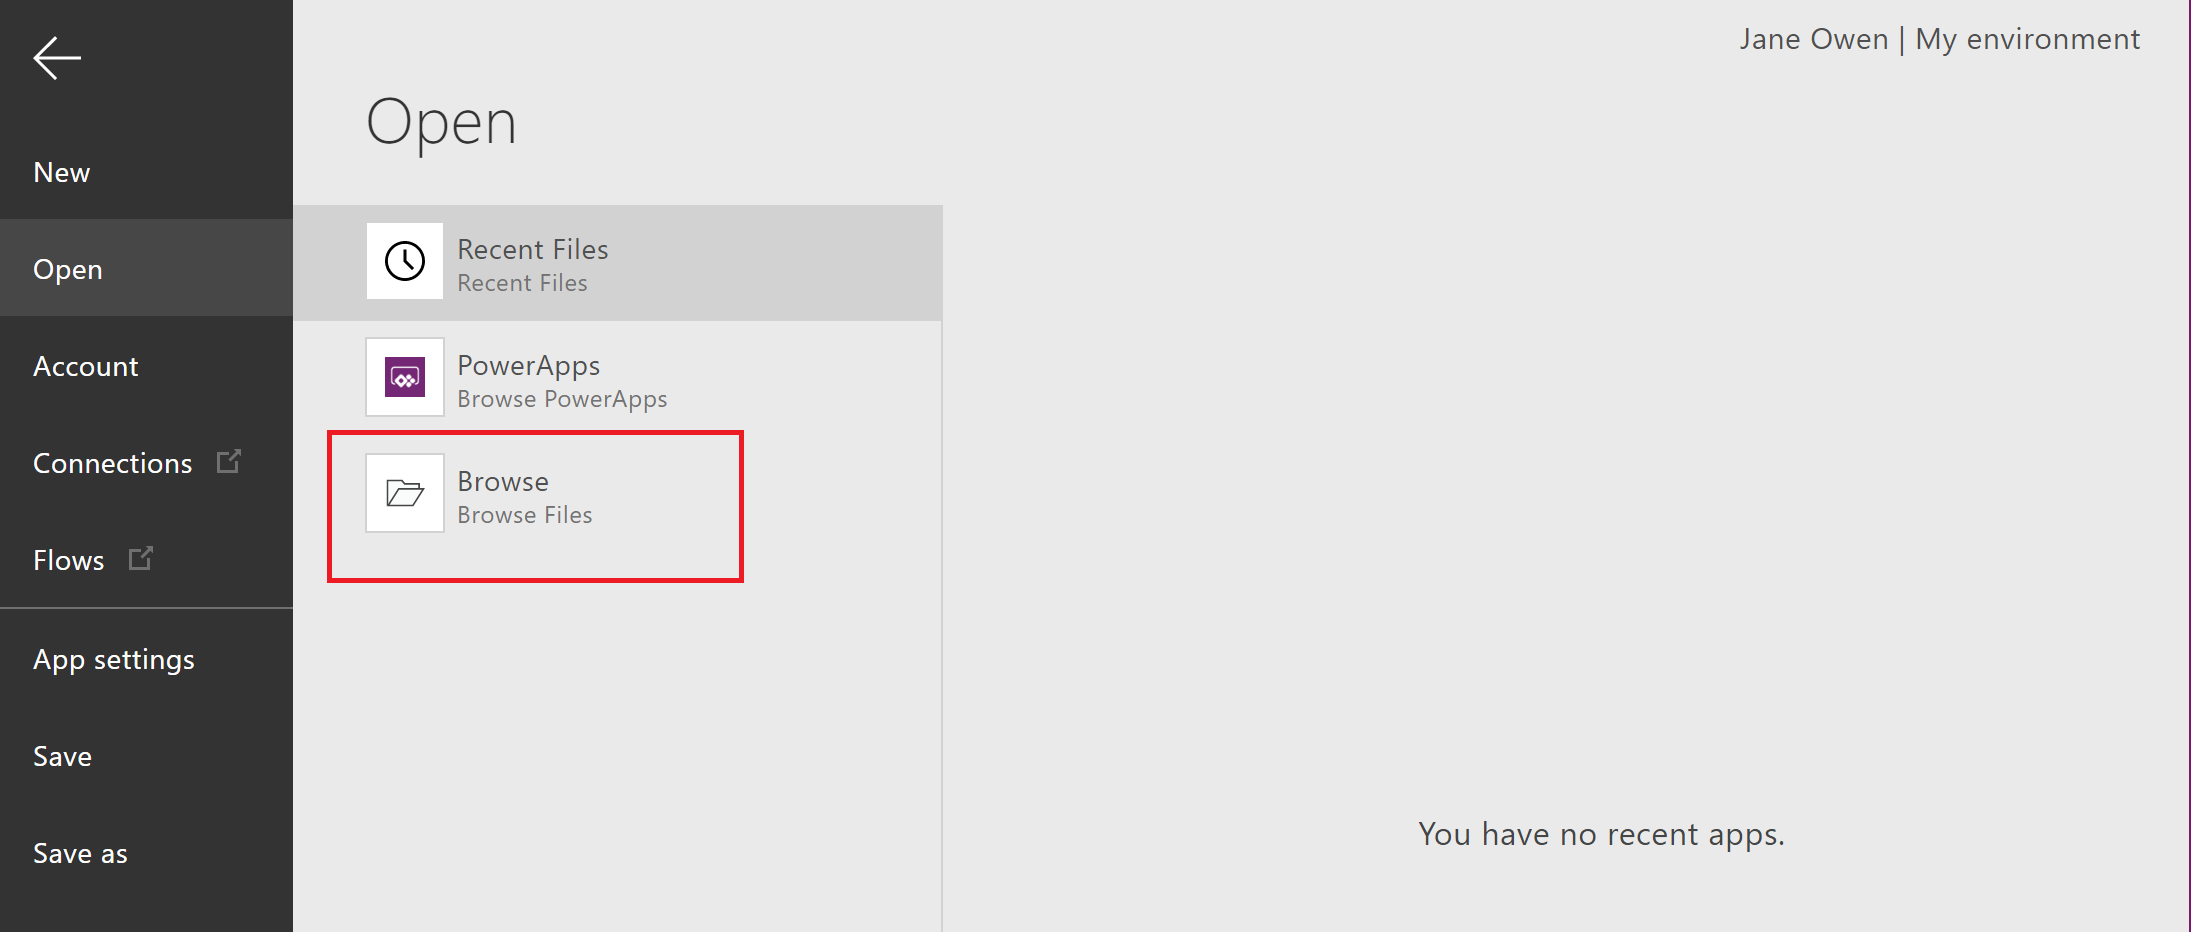 Jane Owen | My environment
New
Open
Account
Connections
Flows
App settings
Save
Save as
Open
Recent Files
Recent Files
PowerApps
Browse PowerApps
Browse
Browse Files
You have no recent apps.